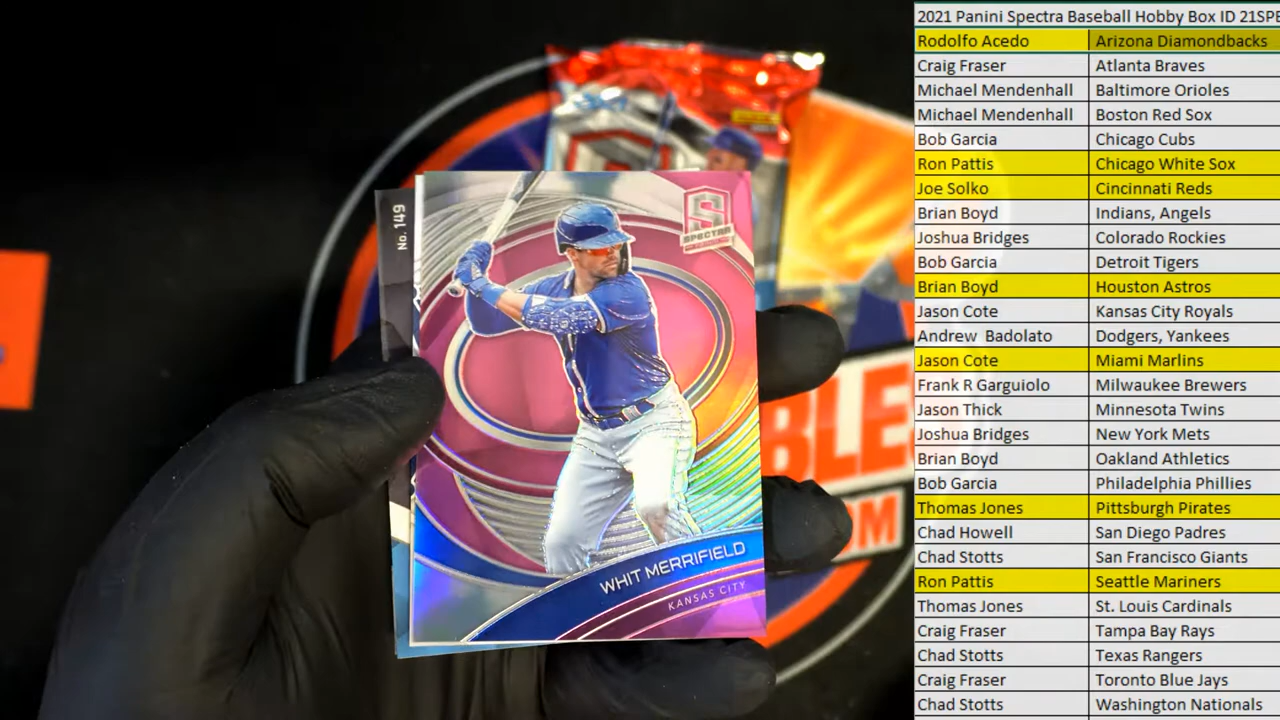 2021 Panini Spectra Baseball Hobby Box ID 21SPE
Rodolfo Acedo Arizona Diamondbacks
Craig Fraser Atlanta Braves
Michael Mendenhall Baltimore Orioles
Michael Mendenhall Boston Red Sox
Bob Garcia Chicago Cubs
Ron Pattis Chicago White Sox
Joe Solko Cincinnati Reds
Brian Boyd Indians, Angels
Joshua Bridges Colorado Rockies
Bob Garcia Detroit Tigers
Brian Boyd Houston Astros
Jason Cote Kansas City Royals
Andrew Badolato Dodgers, Yankees
Jason Cote Miami Marlins
Frank R Garguiolo Milwaukee Brewers
Jason Thick Minnesota Twins
Joshua Bridges New York Mets
Brian Boyd Oakland Athletics
Bob Garcia Philadelphia Phillies
Thomas Jones Pittsburgh Pirates
Chad Howell San Diego Padres
Chad Stotts San Francisco Giants
Ron Pattis Seattle Mariners
Thomas Jones St. Louis Cardinals
Craig Fraser Tampa Bay Rays
Chad Stotts Texas Rangers
Craig Fraser Toronto Blue Jays
Chad Stotts Washington Nationals
No. 149
S
SPECTRA
WHIT MERRIFIELD
KANSAS CITY
BLE
OM